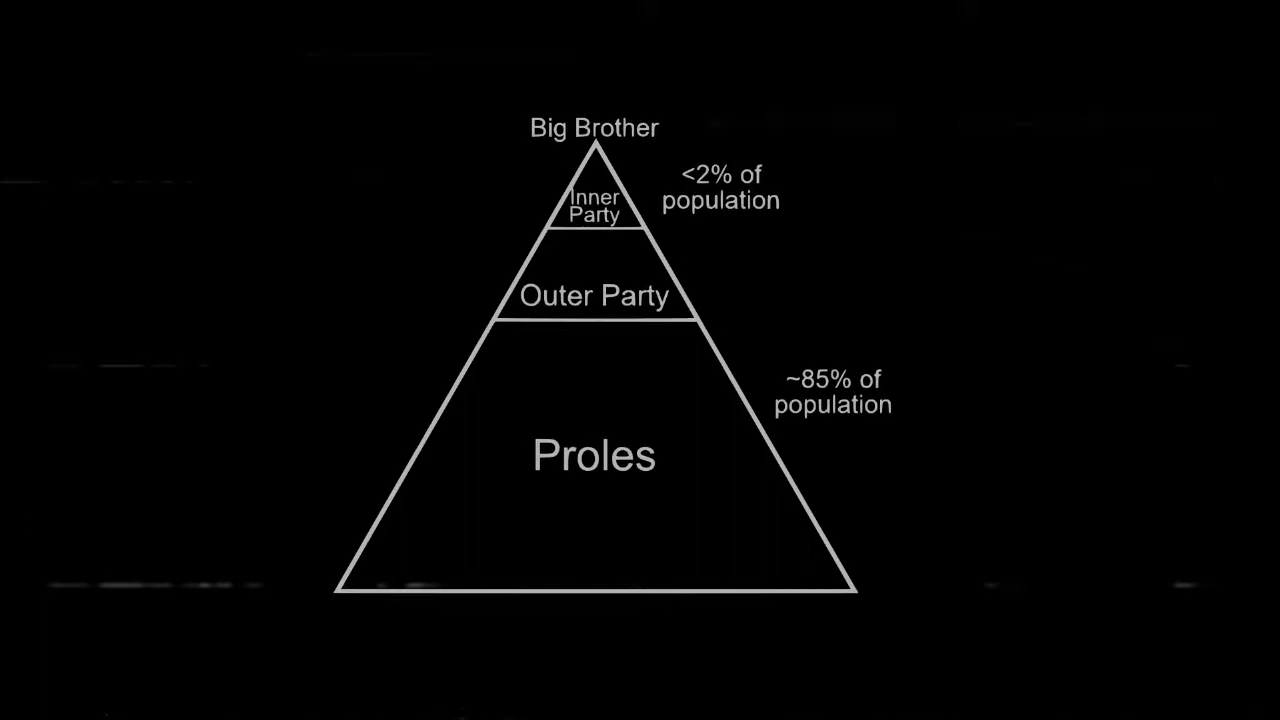 Big Brother
<2% of
population
Inner
Party
Outer Party
~85% of
population
Proles